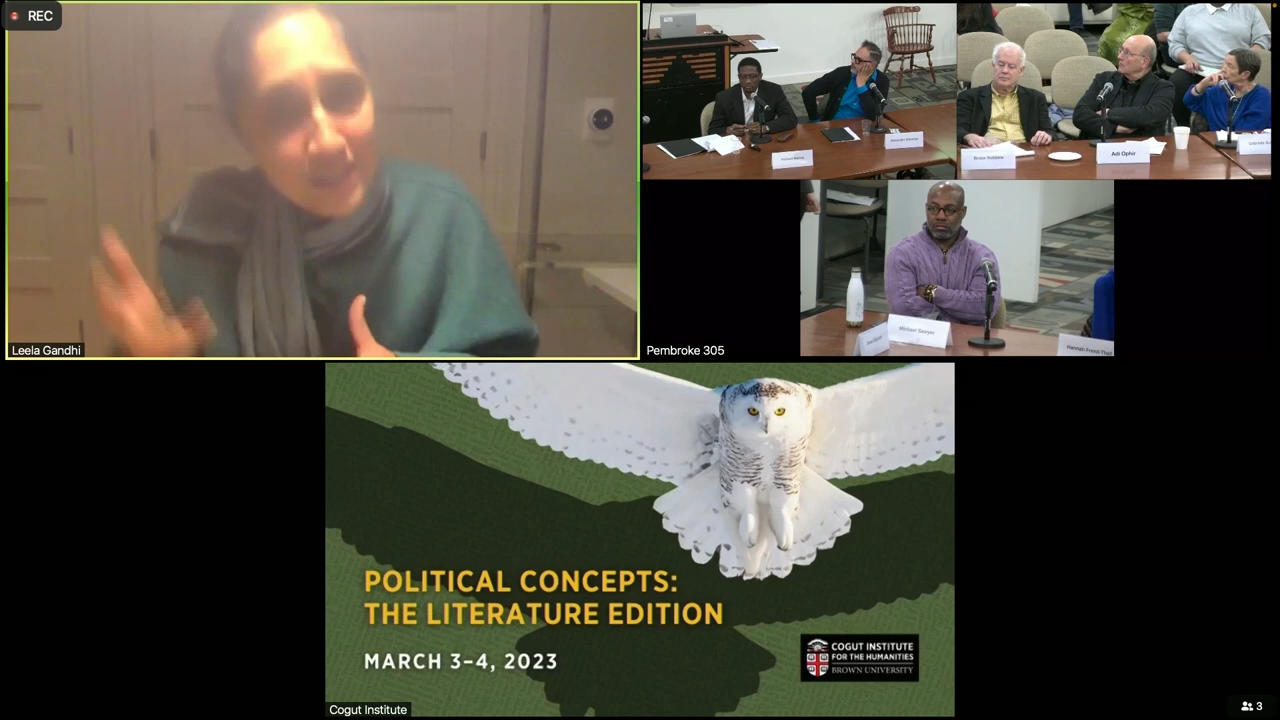 REC
Leela Gandhi
Pembroke 305
Bruce Robbins
Adi Ophir
Michael Sawyer
POLITICAL CONCEPTS:
THE LITERATURE EDITION
MARCH 3–4, 2023
COGUT INSTITUTE
FOR THE HUMANITIES
BROWN UNIVERSITY
Cogut Institute
3